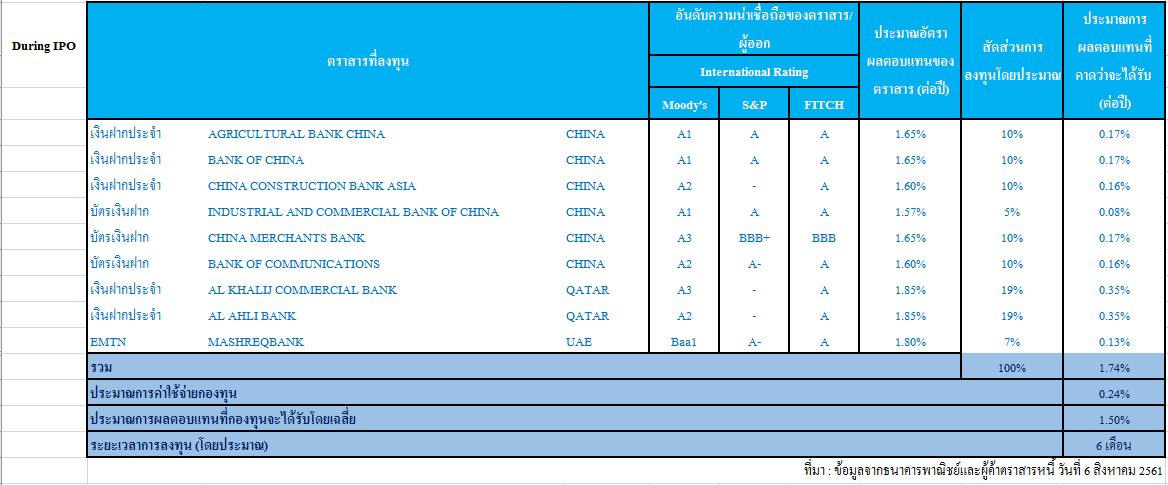 During IPO
ตราสารที่ลงทุน
อันดับความน่าเชื่อถือของตราสาร/
ผู้ออก
International Rating
Moody's S&P FITCH
ประมาณอัตรา
ผลตอบแทนของ
ตราสาร (ต่อปี)
สัดส่วนการ
ลงทุนโดยประมาณ
ประมาณการ
ผลตอบแทนที่
คาดว่าจะได้รับ
(ต่อปี)
เงินฝากประจำ AGRICULTURAL BANK CHINA CHINA A1 A A 1.65% 10% 0.17%
เงินฝากประจำ BANK OF CHINA CHINA A1 A A 1.65% 10% 0.17%
เงินฝากประจำ CHINA CONSTRUCTION BANK ASIA CHINA A2 - A 1.60% 10% 0.16%
บัตรเงินฝาก INDUSTRIAL AND COMMERCIAL BANK OF CHINA CHINA A1 A A 1.57% 5% 0.08%
บัตรเงินฝาก CHINA MERCHANTS BANK CHINA A3 BBB+ BBB 1.65% 10% 0.17%
บัตรเงินฝาก BANK OF COMMUNICATIONS CHINA A2 A- A 1.60% 10% 0.16%
เงินฝากประจำ AL KHALIJ COMMERCIAL BANK QATAR A3 - A 1.85% 19% 0.35%
เงินฝากประจำ AL AHLI BANK QATAR A2 - A 1.85% 19% 0.35%
EMTN MASHREQBANK UAE Baa1 A- A 1.80% 7% 0.13%
รวม 100% 1.74%
ประมาณการค่าใช้จ่ายกองทุน 0.24%
ประมาณการผลตอบแทนที่กองทุนจะได้รับโดยเฉลี่ย 1.50%
ระยะเวลาการลงทุน (โดยประมาณ) 6 เดือน
ที่มา : ข้อมูลจากธนาคารพาณิชย์และผู้ค้าตราสารหนี้ วันที่ 6 สิงหาคม 2561